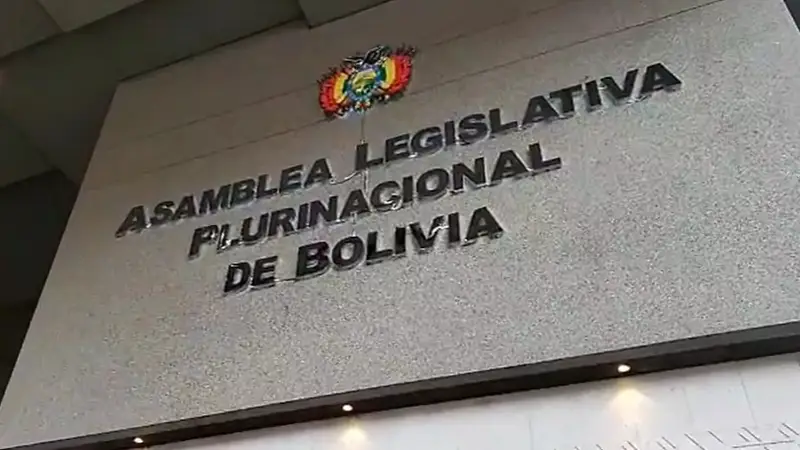 ASAMBLEA LEGISLATIVA
PLURINACIONAL
DE BOLIVIA